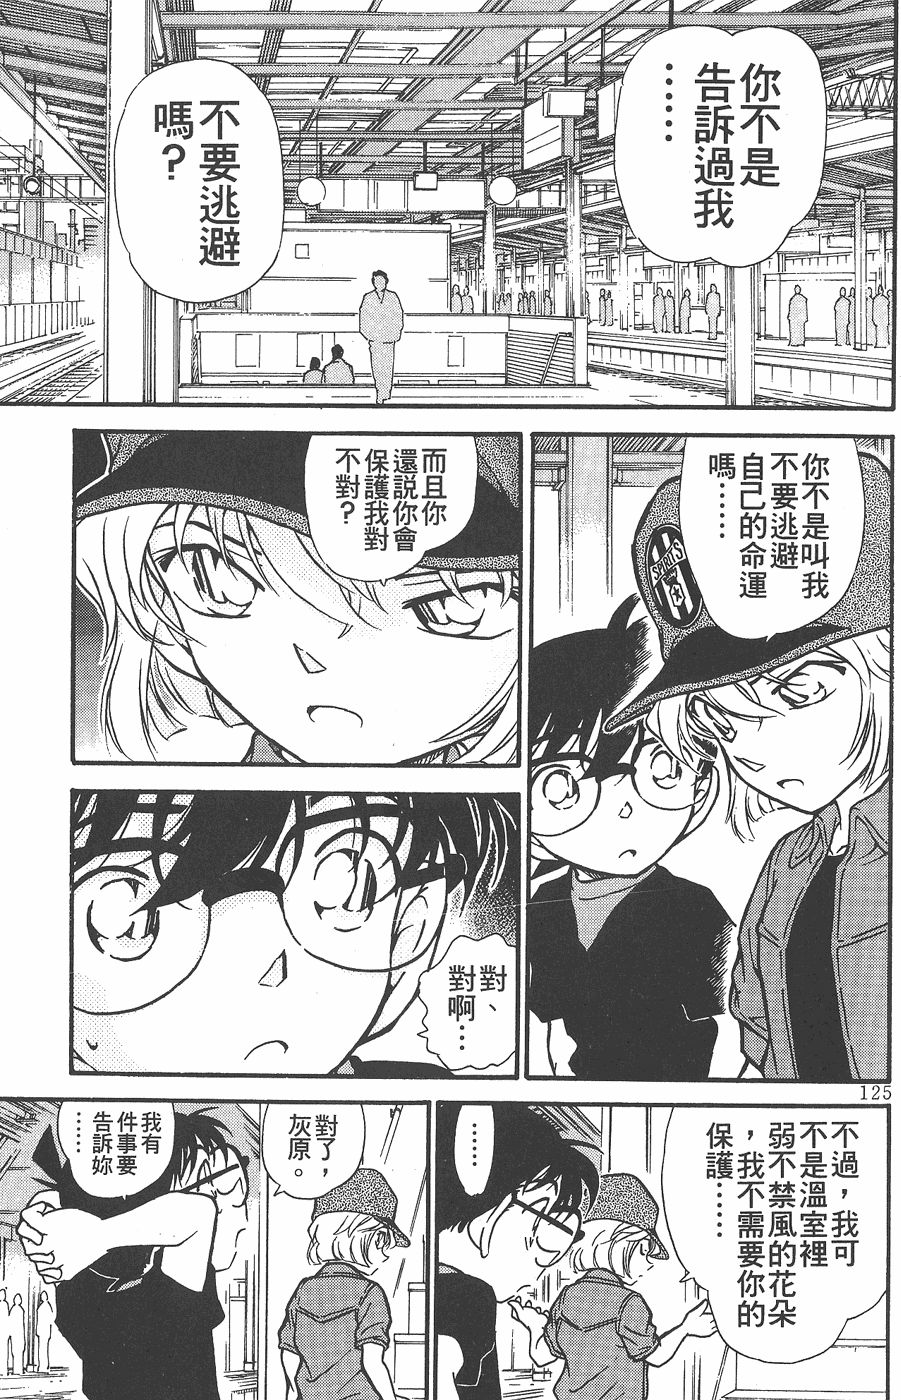 你不是
告訴過我
……
不要逃避
嗎？
你不是叫我
不要逃避
自己的命運
嗎……
SPIRITS
而且你
還説你會
保護我對
不對？
對、
對啊…
125
不過，我可
不是溫室裡
弱不禁風的花朵
，我不需要你的
保護……
……
對了，
灰原。
我有
件事要
告訴妳
……